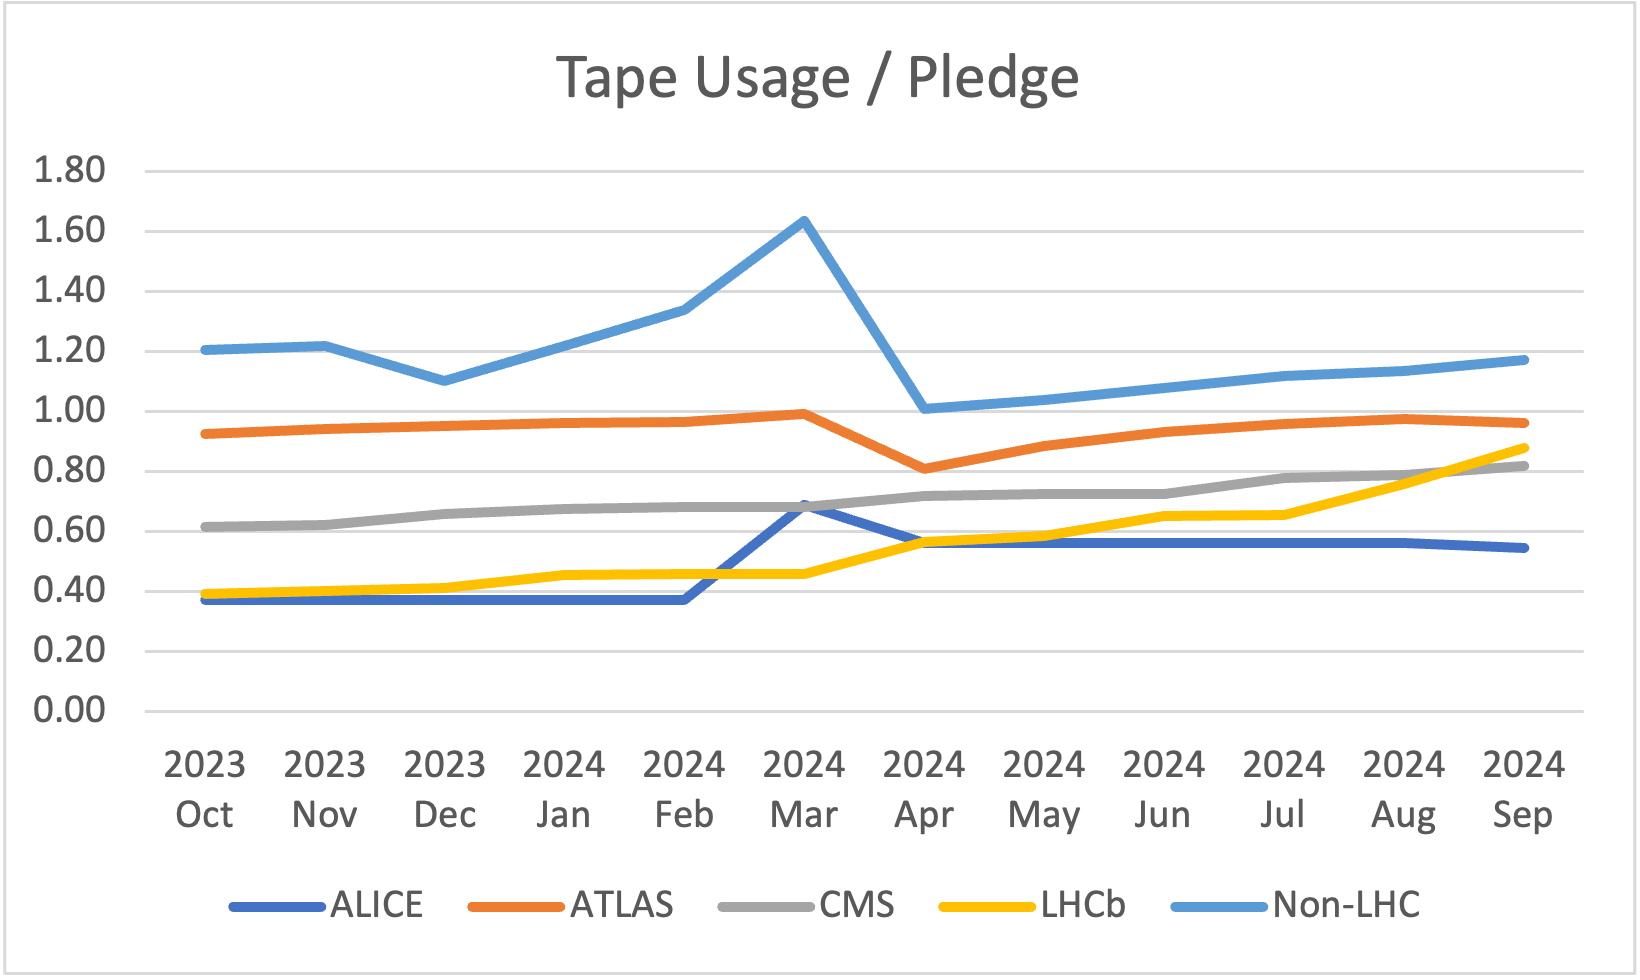 Tape Usage / Pledge
1.80
1.60
1.40
1.20
1.00
0.80
0.60
0.40
0.20
0.00
2023 2023 2023 2024 2024 2024 2024 2024 2024 2024 2024 2024
Oct Nov Dec Jan Feb Mar Apr May Jun Jul Aug Sep
ALICE ATLAS CMS LHCb Non-LHC